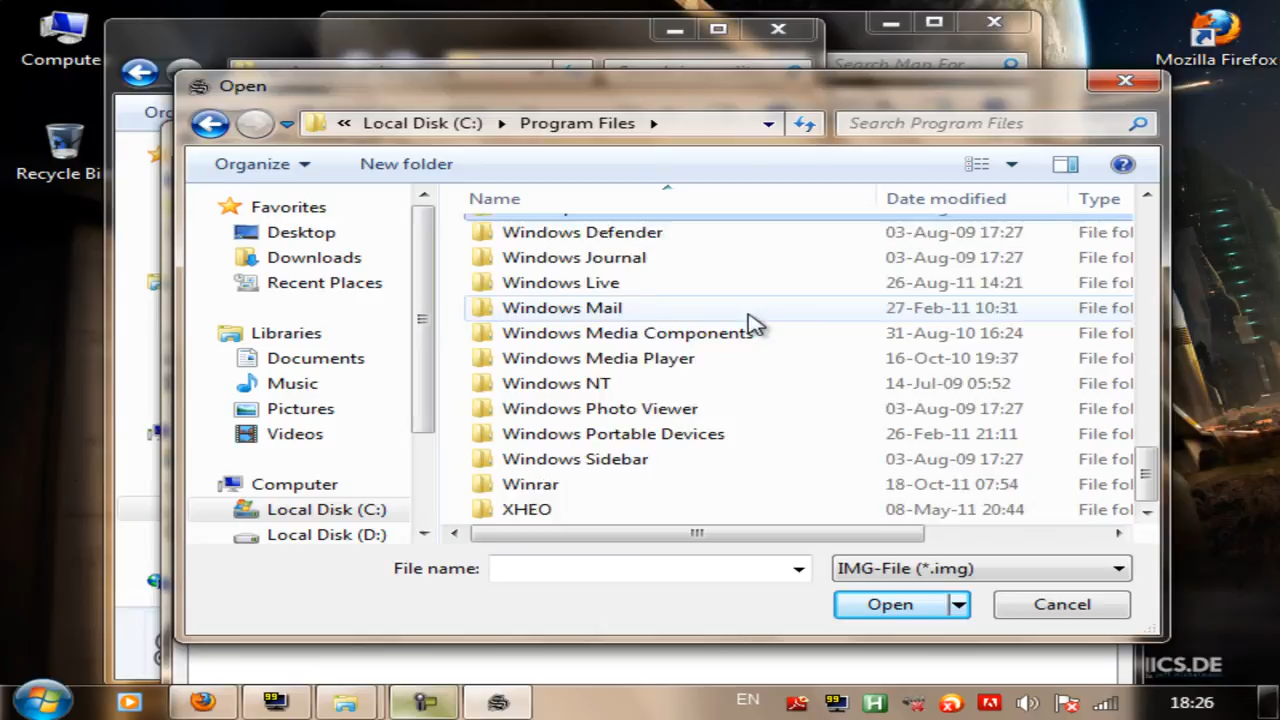 Compute
Recycle Bi
Mozilla Firefox
Open
Local Disk (C:)
Program Files
Search Program Files
Organize
New folder
Name
Date modified
Type
Favorites
Desktop
Downloads
Recent Places
Libraries
Documents
Music
Pictures
Videos
Computer
Local Disk (C:)
Local Disk (D:)
Windows Defender 03-Aug-09 17:27 File fol
Windows Journal 03-Aug-09 17:27 File fol
Windows Live 26-Aug-11 14:21 File fol
Windows Mail 27-Feb-11 10:31 File fol
Windows Media Components 31-Aug-10 16:24 File fol
Windows Media Player 16-Oct-10 19:37 File fol
Windows NT 14-Jul-09 05:52 File fol
Windows Photo Viewer 03-Aug-09 17:27 File fol
Windows Portable Devices 26-Feb-11 21:11 File fol
Windows Sidebar 03-Aug-09 17:27 File fol
Winrar 18-Oct-11 07:54 File fol
XHEO 08-May-11 20:44 File fol
File name:
IMG-File (*.img)
Open
Cancel
ICS.DE
99
EN
99
18:26